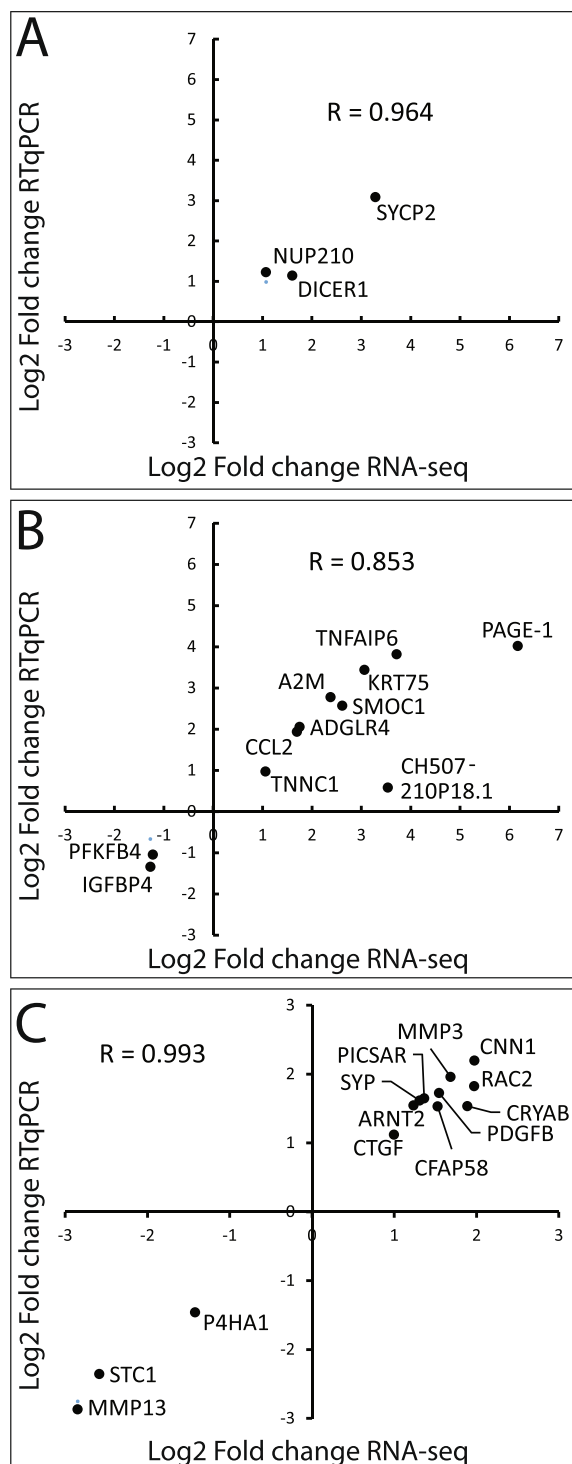 A
Log2 Fold change RTqPCR
7
6
5
R = 0.964
4
3
SYCP2
2
NUP210
1
DICER1
0
-3 -2 -1 0 1 2 3 4 5 6 7
-1
-2
-3
Log2 Fold change RNA-seq
B
Log2 Fold change RTqPCR
7
6
R = 0.853
5
4
TNFAIP6
PAGE-1
3
A2M
KRT75
SMOC1
2
ADGLR4
CCL2
1
TNNC1
CH507-
210P18.1
0
-3 -2 -1 0 1 2 3 4 5 6 7
PFKFB4
-1
IGFBP4
-2
-3
Log2 Fold change RNA-seq
C
Log2 Fold change RTqPCR
3
R = 0.993
MMP3
CNN1
PICSAR
2
RAC2
SYP
ARNT2
CRYAB
PDGFB
CTGF
1
CFAP58
0
-3 -2 -1 0 1 2 3
-1
P4HA1
-2
STC1
MMP13
-3
Log2 Fold change RNA-seq